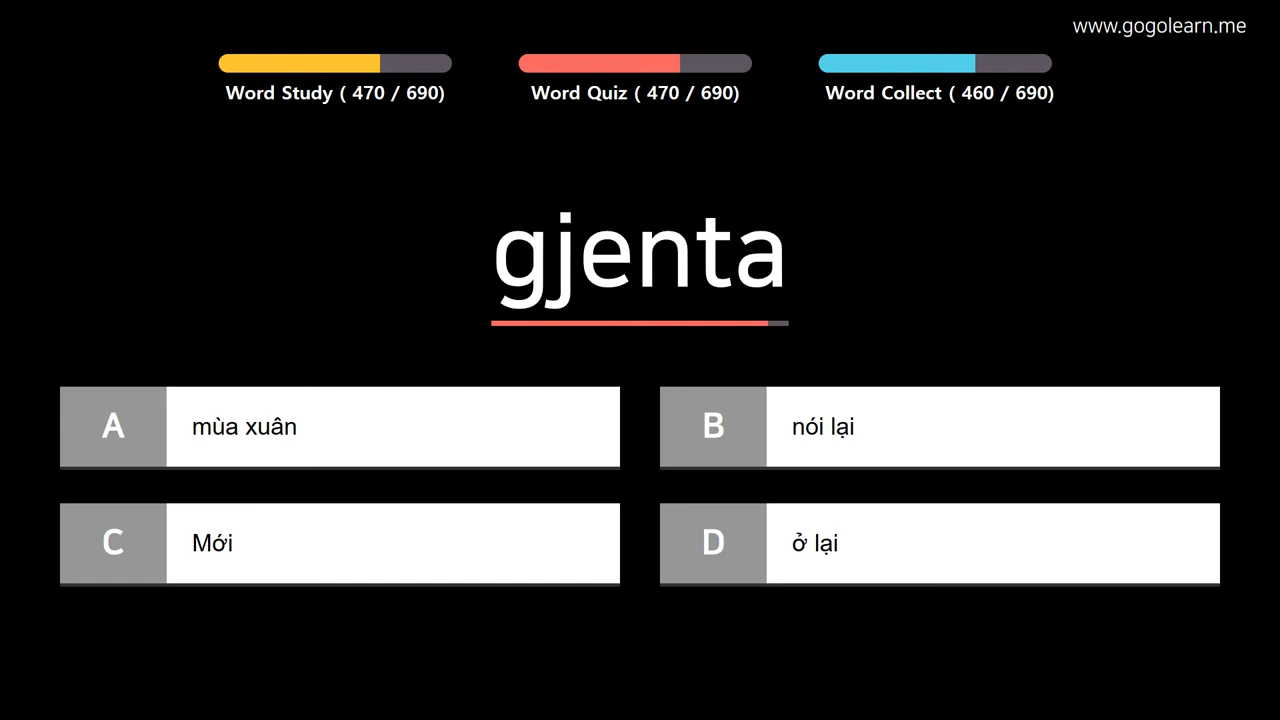 www.gogolearn.me
Word Study ( 470 / 690)
Word Quiz ( 470 / 690)
Word Collect ( 460 / 690)
gjenta
A
mùa xuân
B
nói lại
C
Mới
D
ở lại